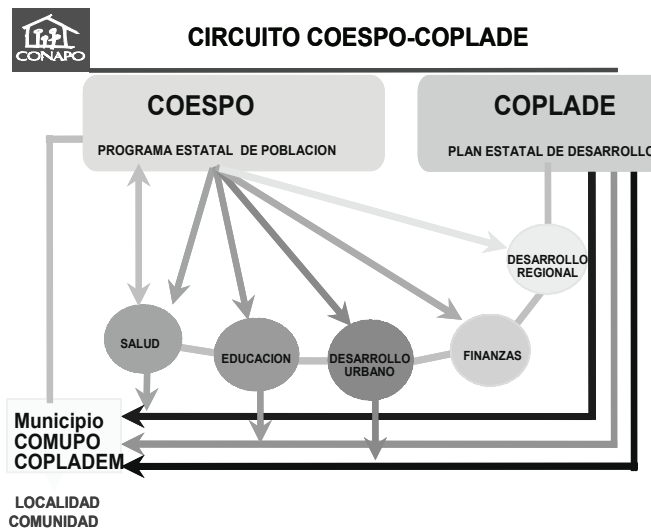 CONAPO
CIRCUITO COESPO-COPLADE
COESPO
PROGRAMA ESTATAL DE POBLACION
COPLADE
PLAN ESTATAL DE DESARROLLO
DESARROLLO
REGIONAL
SALUD
EDUCACION
DESARROLLO
URBANO
FINANZAS
Municipio
COMUPO
COPLADEM
LOCALIDAD
COMUNIDAD